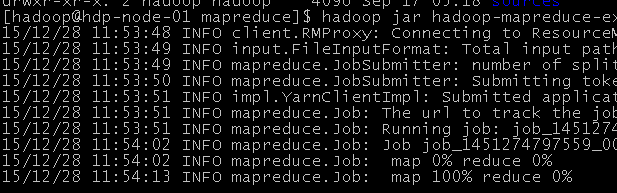 drwxr-xr-x. 2 hadoop hadoop 4096 Sep 17 05:18 sources
[hadoop@hdp-node-01 mapreduce]$ hadoop jar hadoop-mapreduce-ex
15/12/28 11:53:48 INFO client.RMProxy: Connecting to ResourceM
15/12/28 11:53:49 INFO input.FileInputFormat: Total input path
15/12/28 11:53:49 INFO mapreduce.JobSubmitter: number of split
15/12/28 11:53:50 INFO mapreduce.JobSubmitter: Submitting toke
15/12/28 11:53:51 INFO impl.YarnClientImpl: Submitted applicat
15/12/28 11:53:51 INFO mapreduce.Job: The url to track the job
15/12/28 11:53:51 INFO mapreduce.Job: Running job: job_1451274
15/12/28 11:54:02 INFO mapreduce.Job: Job job_1451274797559_00
15/12/28 11:54:02 INFO mapreduce.Job:  map 0% reduce 0%
15/12/28 11:54:13 INFO mapreduce.Job:  map 100% reduce 0%